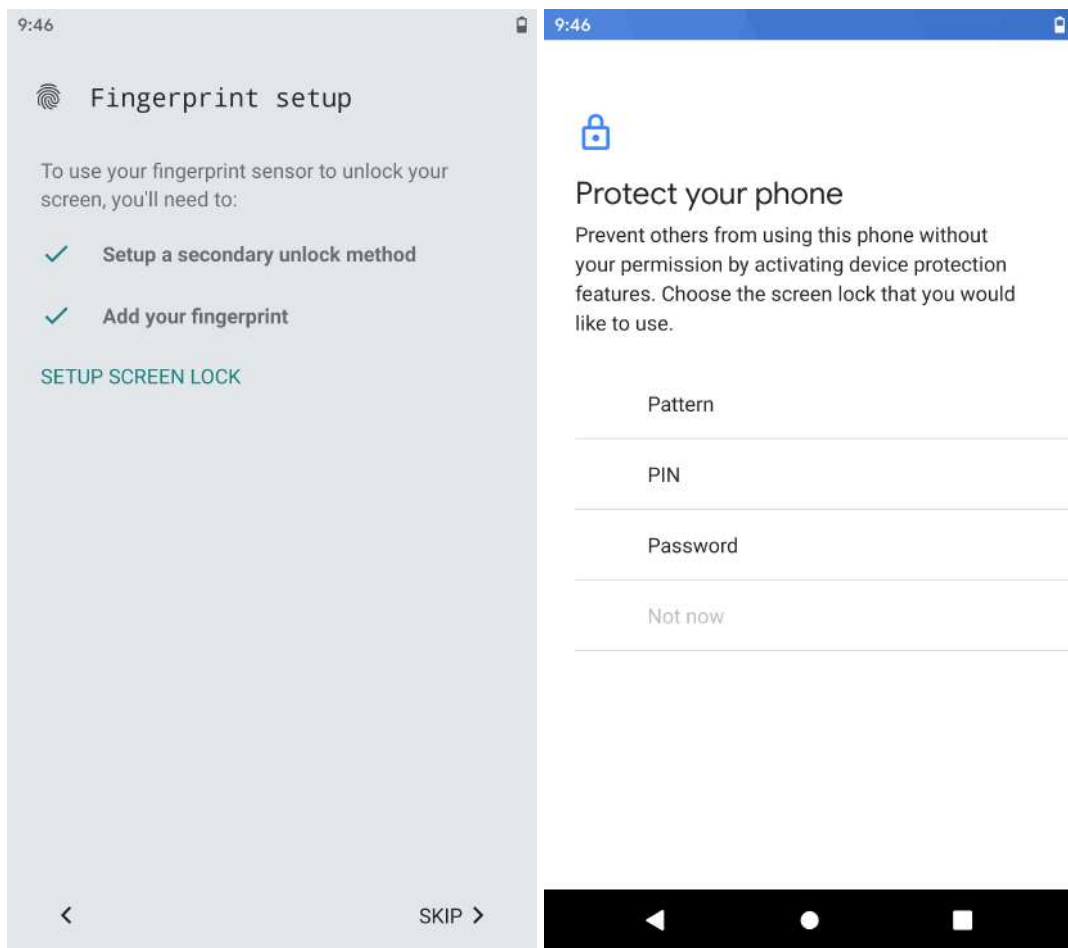 9:46
Fingerprint setup
To use your fingerprint sensor to unlock your
screen, you'll need to:
Setup a secondary unlock method
Add your fingerprint
SETUP SCREEN LOCK
SKIP
9:46
Protect your phone
Prevent others from using this phone without
your permission by activating device protection
features. Choose the screen lock that you would
like to use.
Pattern
PIN
Password
Not now